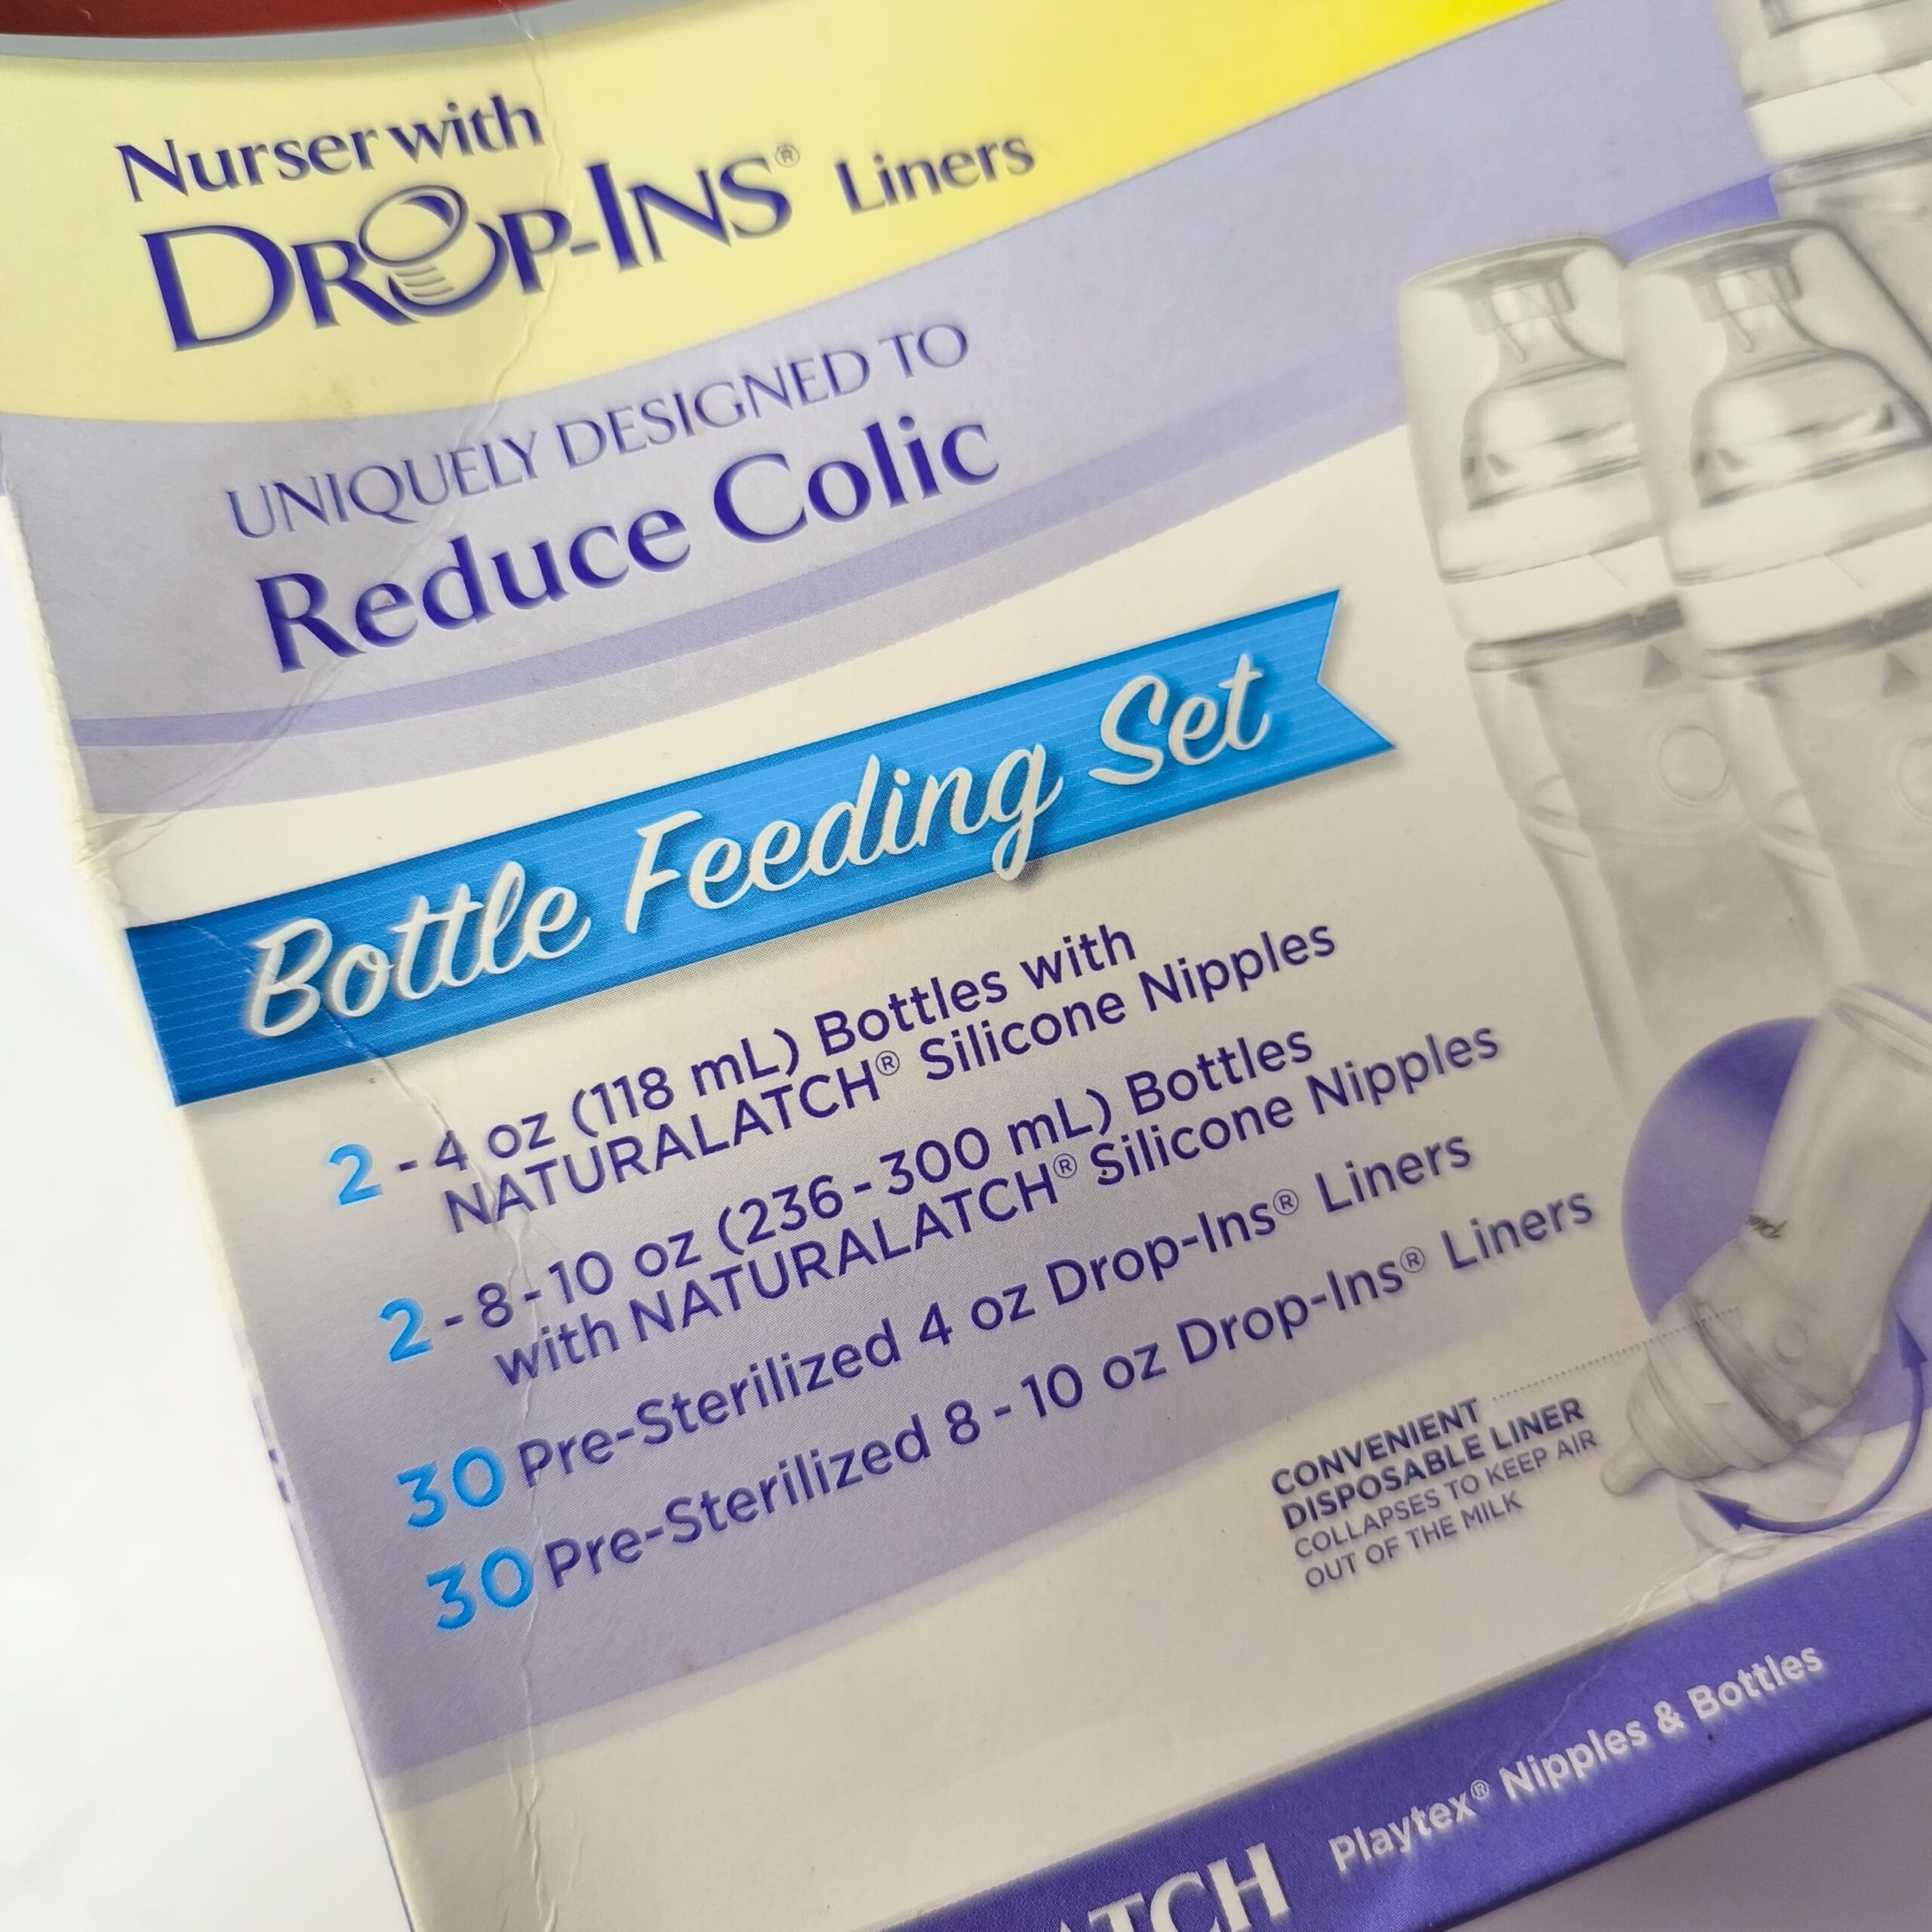 Nurser with
DROP-INS® Liners
UNIQUELY DESIGNED TO
Reduce Colic
Bottle Feeding Set
2 - 4 oz (118 mL) Bottles with
NATURALATCH® Silicone Nipples
2 - 8 - 10 oz (236 - 300 mL) Bottles
with NATURALATCH® Silicone Nipples
30 Pre-Sterilized 4 oz Drop-Ins® Liners
30 Pre-Sterilized 8 - 10 oz Drop-Ins® Liners
CONVENIENT
DISPOSABLE LINER
COLLAPSES TO KEEP AIR
OUT OF THE MILK
Playtex® Nipples & Bottles